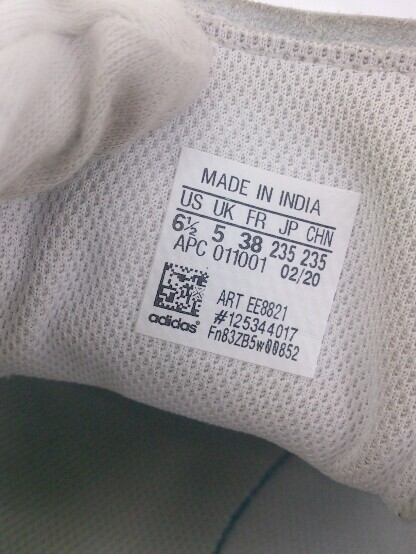 MADE IN INDIA
US UK FR JP CHN
6½ 5 38 235 235
APC 011001 02/20
ART EE8821
#125344017
Fn83ZB5w00852
adidas